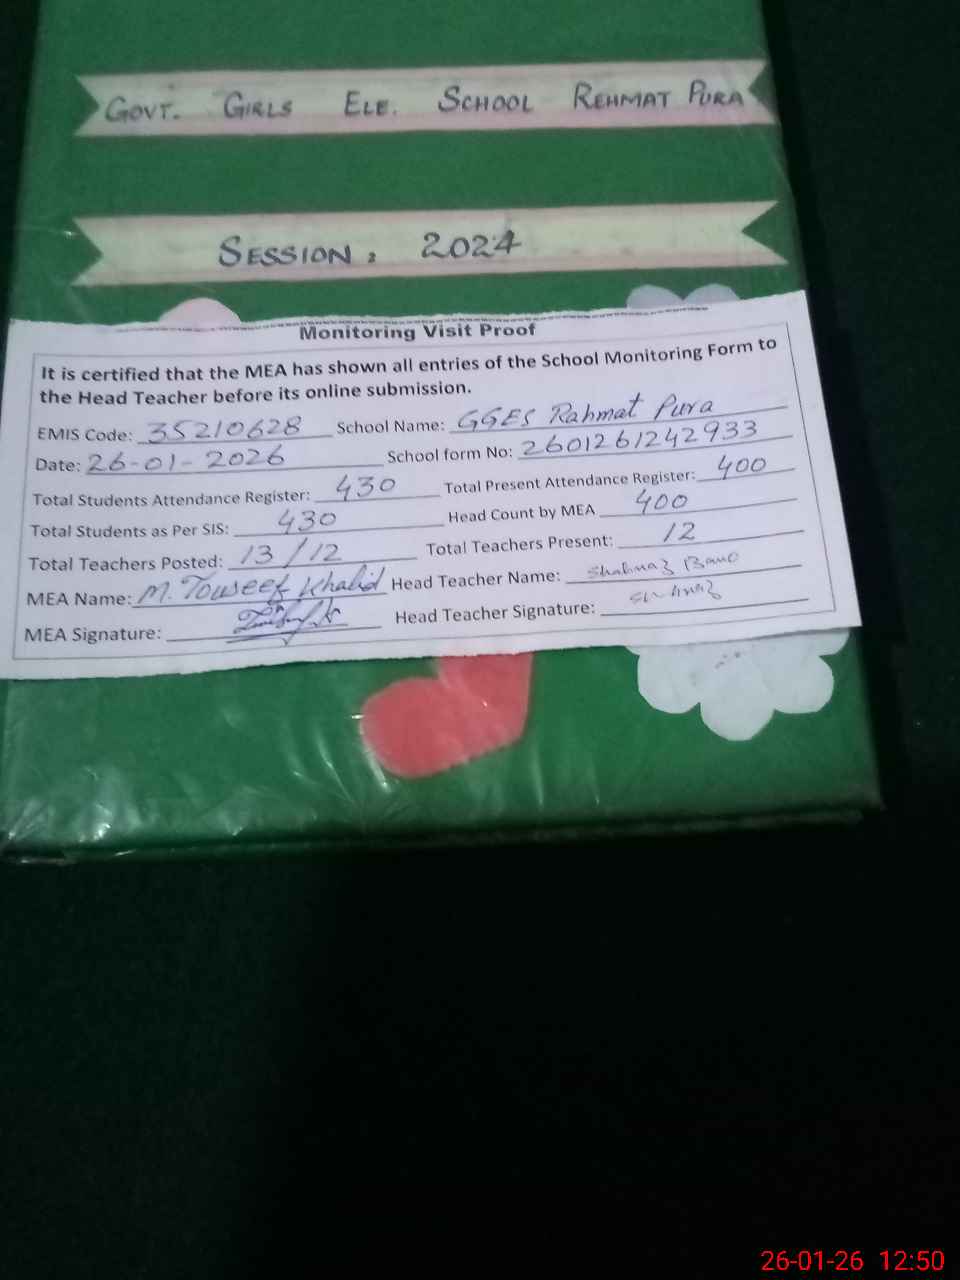 GOVT. GIRLS ELE. SCHOOL REHMAT PURA
SESSION: 2024
Monitoring Visit Proof
It is certified that the MEA has shown all entries of the School Monitoring Form to
the Head Teacher before its online submission.
EMIS Code: 35210628 School Name: GGES Rahmat Pura
Date: 26-01-2026 School form No: 2601261242933
Total Students Attendance Register: 430 Total Present Attendance Register: 400
Total Students as Per SIS: 430 Head Count by MEA 400
Total Teachers Posted: 13/12 Total Teachers Present: 12
MEA Name: M. Touseef Khalid Head Teacher Name: Shahnaz Bano
MEA Signature: Head Teacher Signature: Shahnaz
26-01-26 12:50